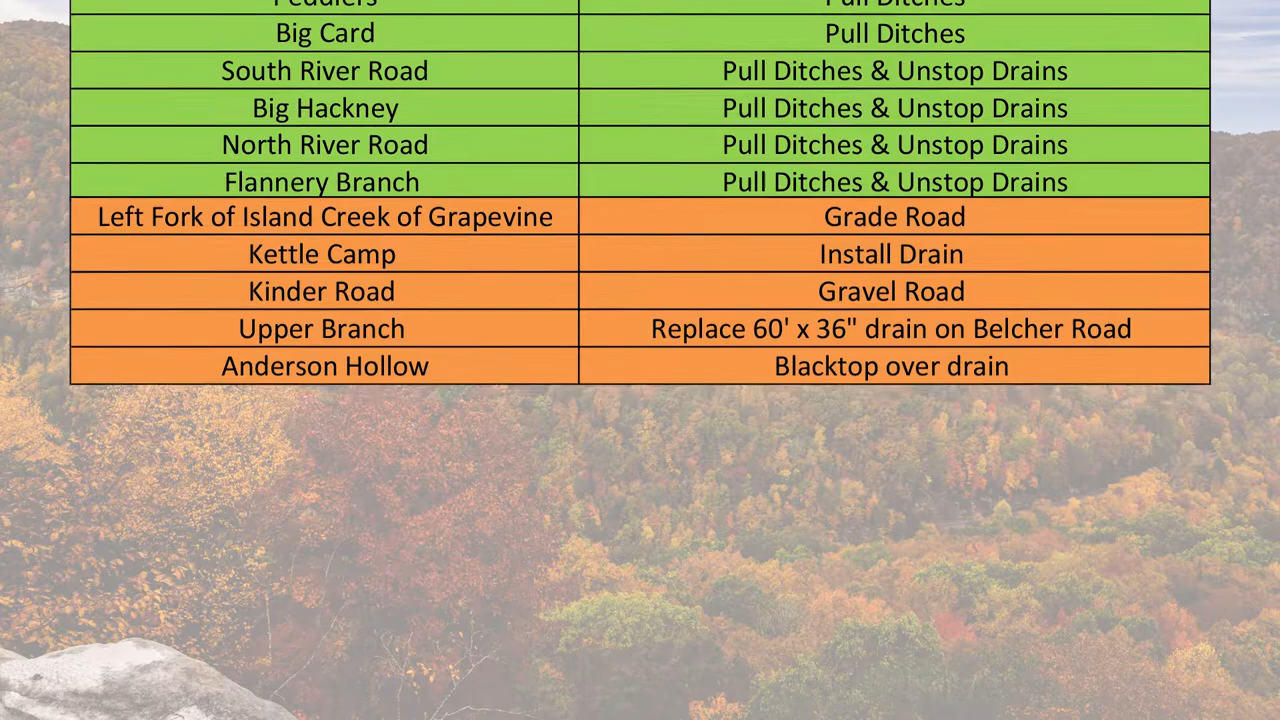 Peddlers Pull Ditches
Big Card Pull Ditches
South River Road Pull Ditches & Unstop Drains
Big Hackney Pull Ditches & Unstop Drains
North River Road Pull Ditches & Unstop Drains
Flannery Branch Pull Ditches & Unstop Drains
Left Fork of Island Creek of Grapevine Grade Road
Kettle Camp Install Drain
Kinder Road Gravel Road
Upper Branch Replace 60' x 36" drain on Belcher Road
Anderson Hollow Blacktop over drain